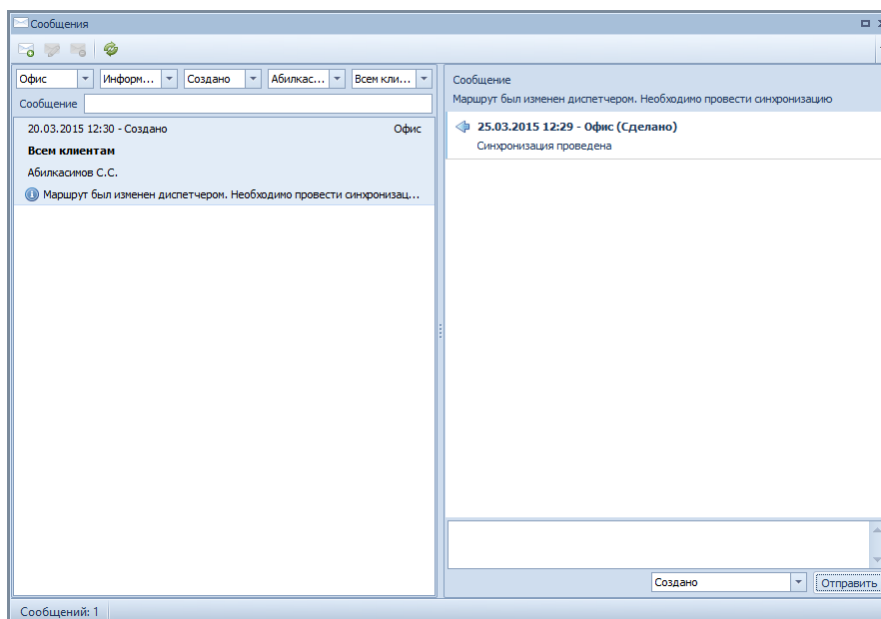 Сообщения
Офис Информ... Создано Абилкас... Всем кли...
Сообщение
20.03.2015 12:30 - Создано Офис
Всем клиентам
Абилкасимов С.С.
Маршрут был изменен диспетчером. Необходимо провести синхронизац...
Сообщение
Маршрут был изменен диспетчером. Необходимо провести синхронизацию
25.03.2015 12:29 - Офис (Сделано)
Синхронизация проведена
Создано Отправить
Сообщений: 1